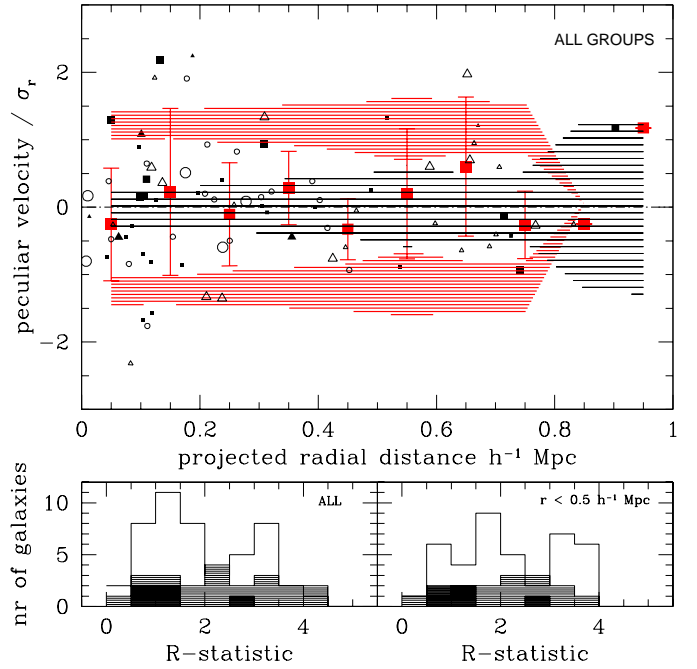 ALL GROUPS
peculiar velocity / σr
2
0
−2
0
0.2
0.4
0.6
0.8
1
projected radial distance h⁻¹ Mpc
nr of galaxies
10
5
0
ALL
r < 0.5 h⁻¹ Mpc
0
2
4
0
2
4
R-statistic
R-statistic